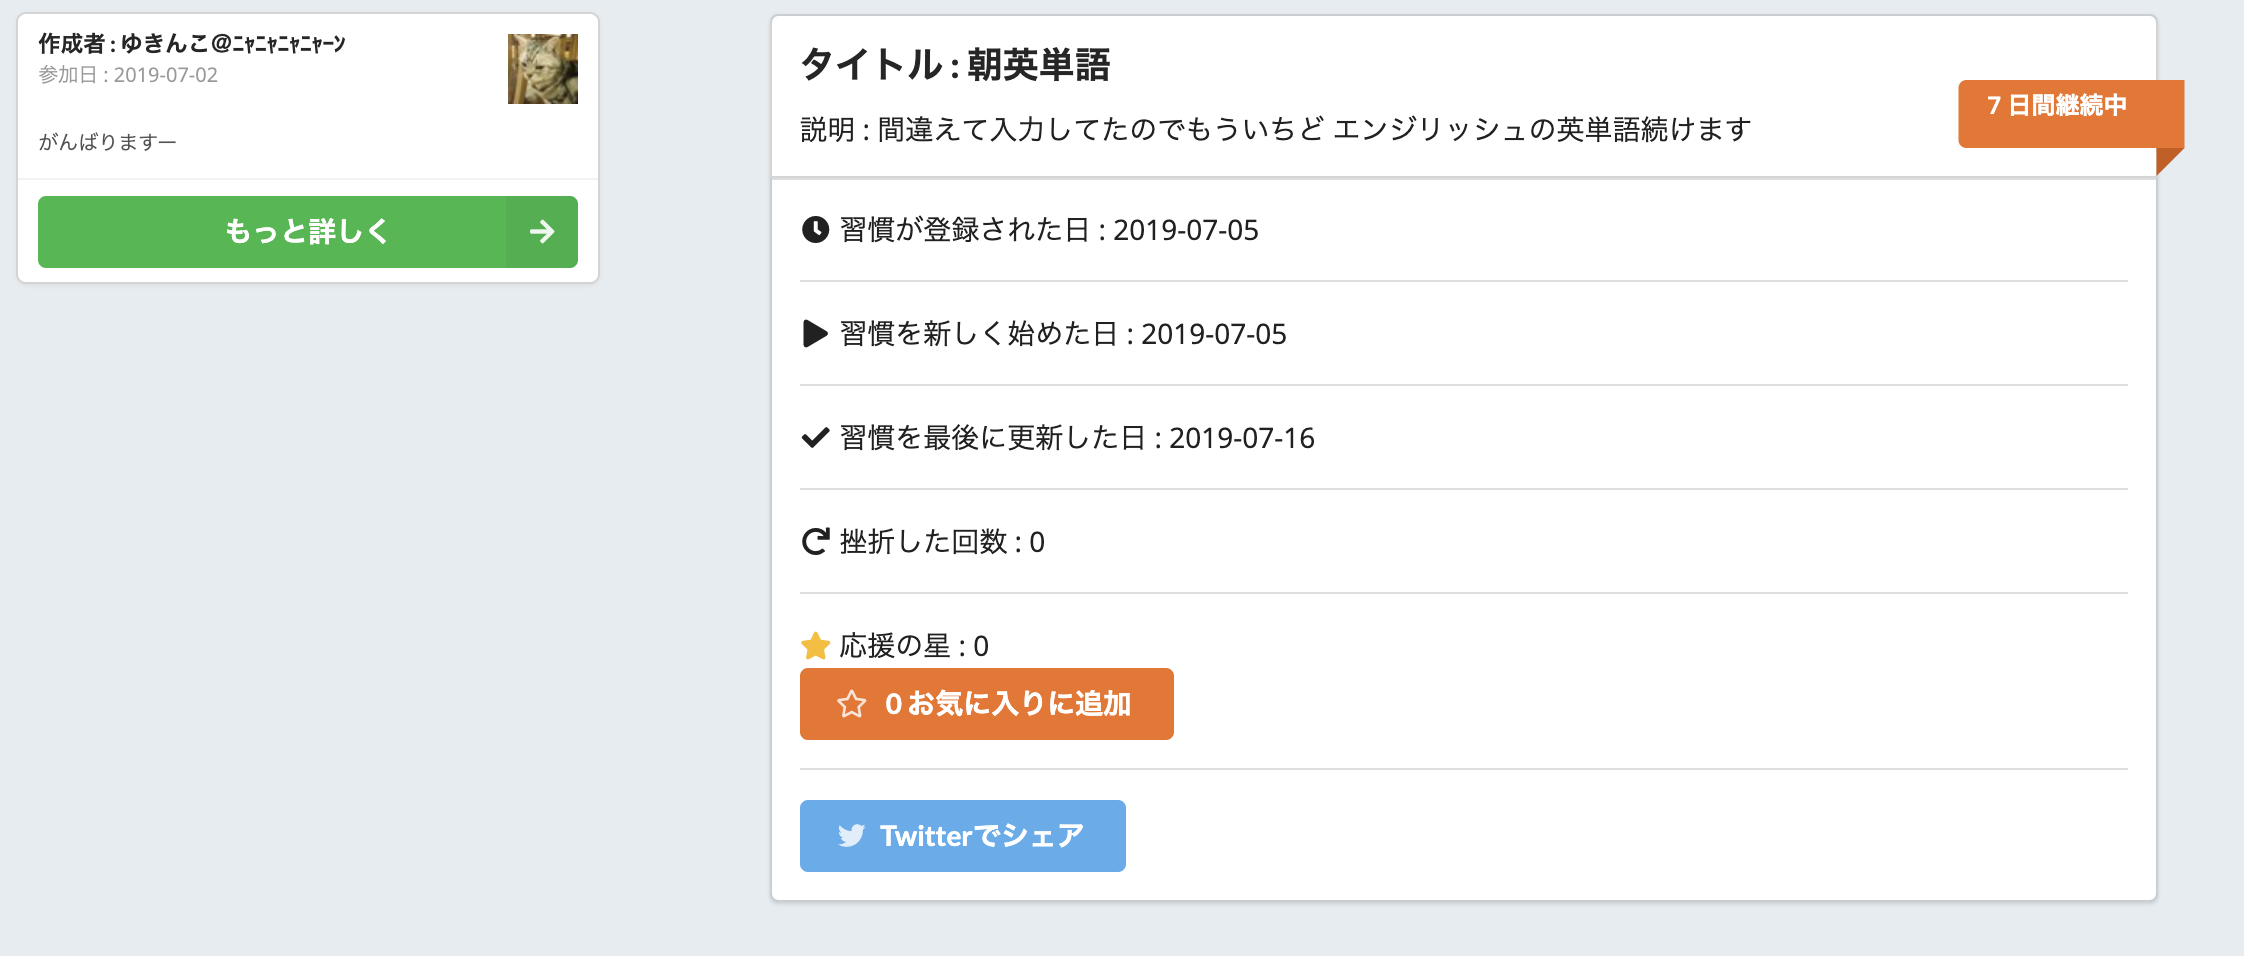 作成者 : ゆきんこ@ﾆｬﾆｬﾆｬﾆｬｰﾝ
参加日 : 2019-07-02
がんばりますー
もっと詳しく
タイトル : 朝英単語
説明 : 間違えて入力してたのでもういちど エンジリッシュの英単語続けます
7 日間継続中
習慣が登録された日 : 2019-07-05
習慣を新しく始めた日 : 2019-07-05
習慣を最後に更新した日 : 2019-07-16
挫折した回数 : 0
応援の星 : 0
0 お気に入りに追加
Twitterでシェア